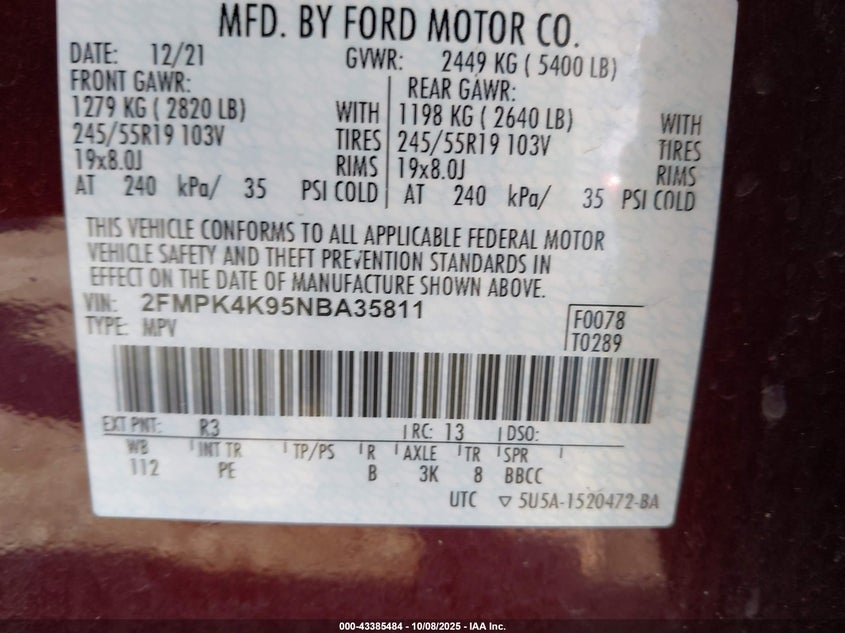 MFD. BY FORD MOTOR CO.
DATE: 12/21 GVWR: 2449 KG ( 5400 LB)
FRONT GAWR: REAR GAWR:
1279 KG ( 2820 LB) WITH 1198 KG ( 2640 LB) WITH
245/55R19 103V TIRES 245/55R19 103V TIRES
19x8.0J RIMS 19x8.0J RIMS
AT 240 kPa/ 35 PSI COLD AT 240 kPa/ 35 PSI COLD
THIS VEHICLE CONFORMS TO ALL APPLICABLE FEDERAL MOTOR
VEHICLE SAFETY AND THEFT PREVENTION STANDARDS IN
EFFECT ON THE DATE OF MANUFACTURE SHOWN ABOVE.
VIN: 2FMPK4K95NBA35811 F0078
TYPE: MPV T0289
EXT PNT: R3 RC: 13 DSO:
WB INT TR TP/PS R AXLE TR SPR
112 PE B 3K 8 BBCC
UTC ▽ 5U5A-1520472-BA
000-43385484 - 10/08/2025 - IAA Inc.